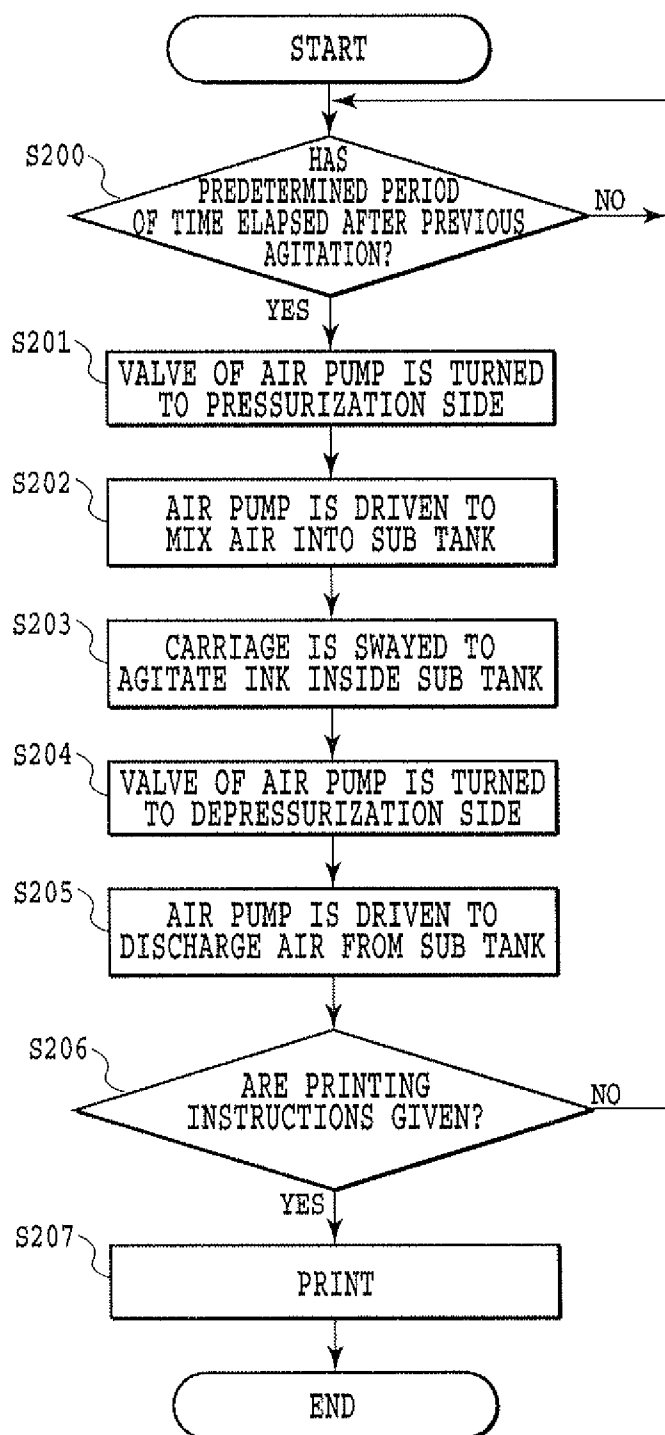 START
S200
HAS
PREDETERMINED PERIOD
OF TIME ELAPSED AFTER PREVIOUS
AGITATION?
NO
YES
S201
VALVE OF AIR PUMP IS TURNED
TO PRESSURIZATION SIDE
S202
AIR PUMP IS DRIVEN TO
MIX AIR INTO SUB TANK
S203
CARRIAGE IS SWAYED TO
AGITATE INK INSIDE SUB TANK
S204
VALVE OF AIR PUMP IS TURNED
TO DEPRESSURIZATION SIDE
S205
AIR PUMP IS DRIVEN TO
DISCHARGE AIR FROM SUB TANK
S206
ARE PRINTING
INSTRUCTIONS GIVEN?
NO
YES
S207
PRINT
END